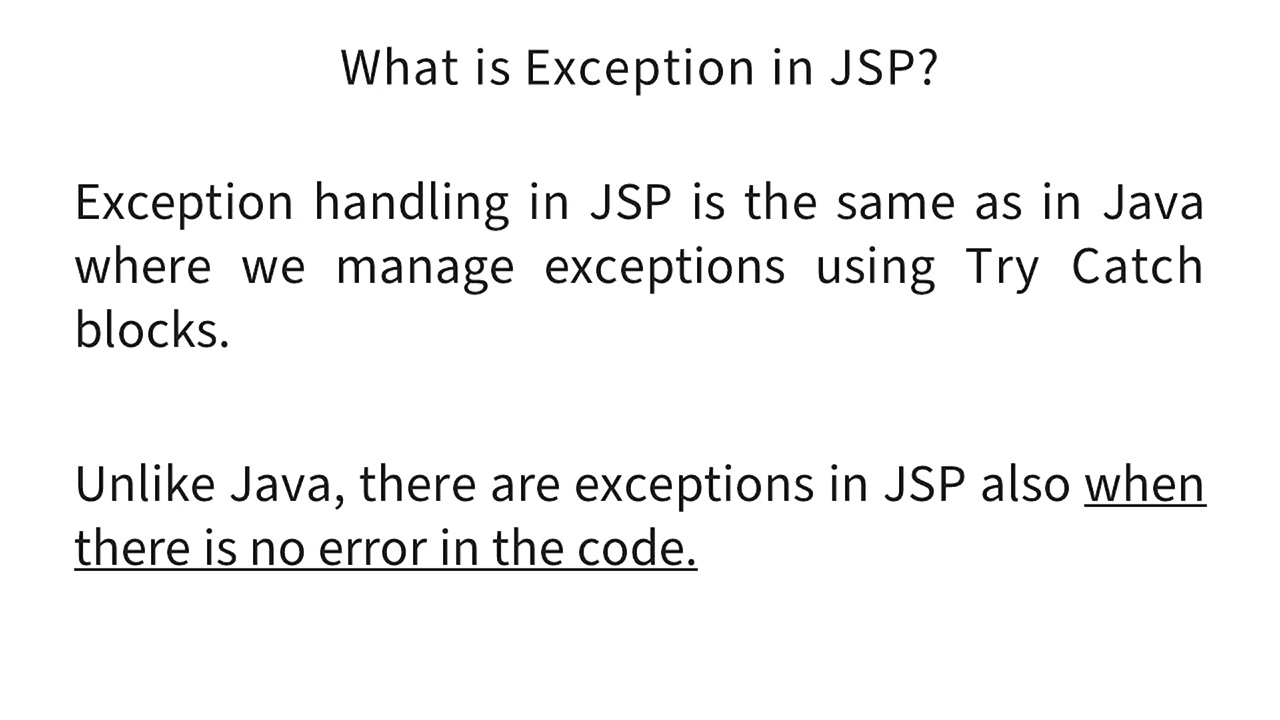 What is Exception in JSP?
Exception handling in JSP is the same as in Java
where we manage exceptions using Try Catch
blocks.
Unlike Java, there are exceptions in JSP also when
there is no error in the code.